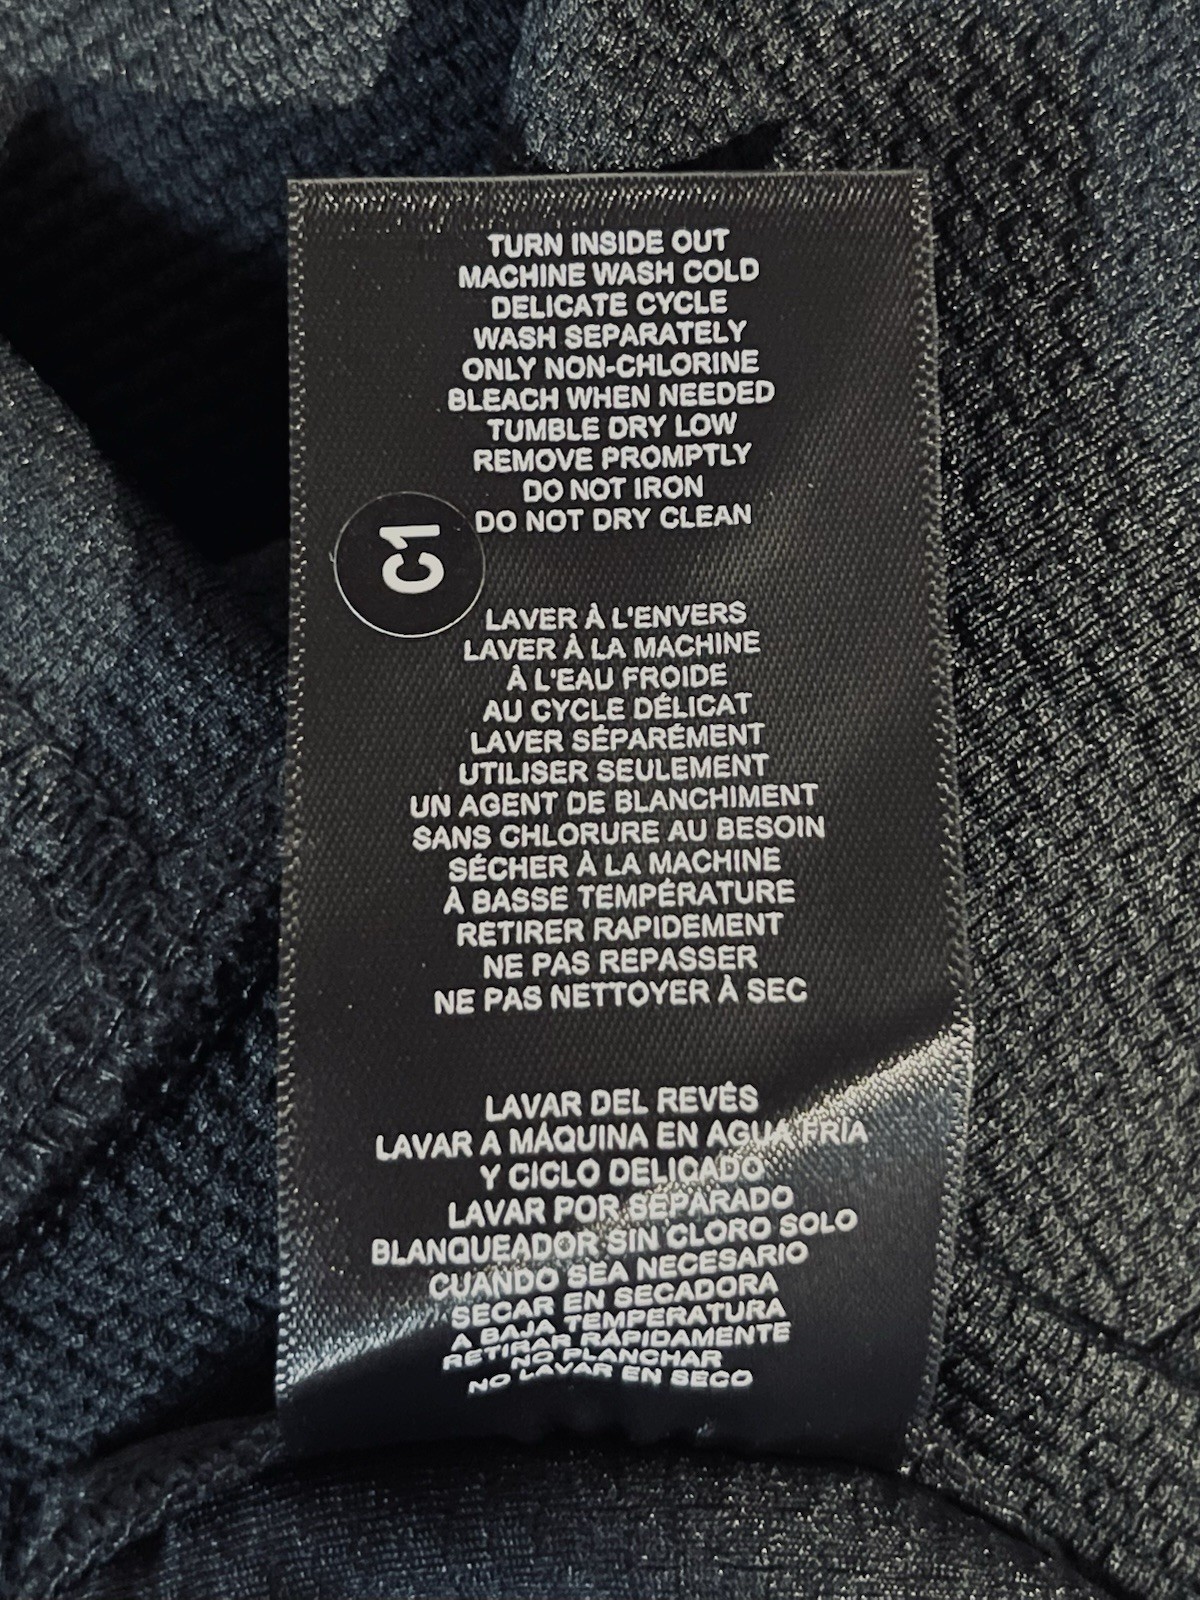 TURN INSIDE OUT
MACHINE WASH COLD
DELICATE CYCLE
WASH SEPARATELY
ONLY NON-CHLORINE
BLEACH WHEN NEEDED
TUMBLE DRY LOW
REMOVE PROMPTLY
DO NOT IRON
DO NOT DRY CLEAN
C1
LAVER À L'ENVERS
LAVER À LA MACHINE
À L'EAU FROIDE
AU CYCLE DÉLICAT
LAVER SÉPARÉMENT
UTILISER SEULEMENT
UN AGENT DE BLANCHIMENT
SANS CHLORURE AU BESOIN
SÉCHER À LA MACHINE
À BASSE TEMPÉRATURE
RETIRER RAPIDEMENT
NE PAS REPASSER
NE PAS NETTOYER À SEC
LAVAR DEL REVÉS
LAVAR A MÁQUINA EN AGUA FRÍA
Y CICLO DELICADO
LAVAR POR SEPARADO
BLANQUEADOR SIN CLORO SOLO
CUANDO SEA NECESARIO
SECAR EN SECADORA
A BAJA TEMPERATURA
RETIRAR RÁPIDAMENTE
NO PLANCHAR
NO LAVAR EN SECO